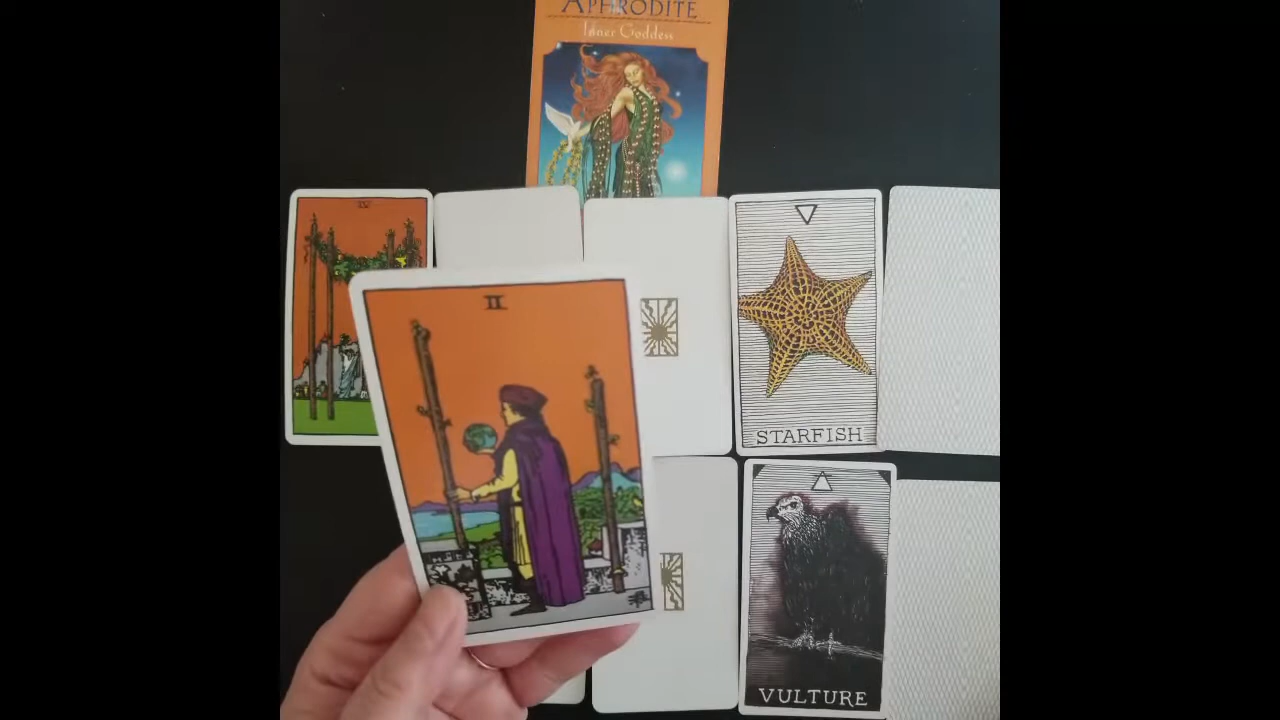 APHRODITE
Inner Goddess
IV
II
STARFISH
VULTURE